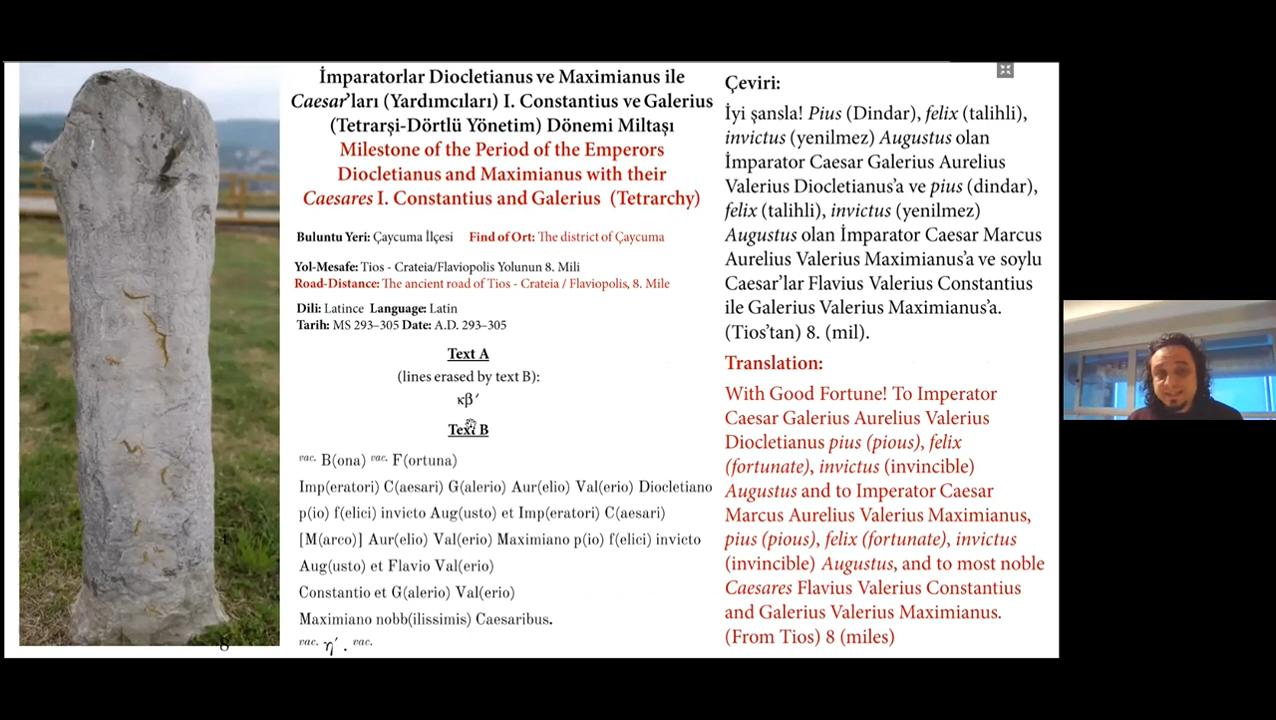 İmparatorlar Diocletianus ve Maximianus ile
Caesar’ları (Yardımcıları) I. Constantius ve Galerius
(Tetrarşi-Dörtlü Yönetim) Dönemi Miltaşı
Milestone of the Period of the Emperors
Diocletianus and Maximianus with their
Caesares I. Constantius and Galerius (Tetrarchy)
Buluntu Yeri: Çaycuma İlçesi Find of Ort: The district of Çaycuma
Yol-Mesafe: Tios - Crateia/Flaviopolis Yolunun 8. Mili
Road-Distance: The ancient road of Tios - Crateia / Flaviopolis, 8. Mile
Dili: Latince Language: Latin
Tarih: MS 293–305 Date: A.D. 293–305
Text A
(lines erased by text B):
κβ′
Text B
vac. B(ona) vac. F(ortuna)
Imp(eratori) C(aesari) G(alerio) Aur(elio) Val(erio) Diocletiano
p(io) f(elici) invicto Aug(usto) et Imp(eratori) C(aesari)
[M(arco)] Aur(elio) Val(erio) Maximiano p(io) f(elici) invicto
Aug(usto) et Flavio Val(erio)
Constantio et G(alerio) Val(erio)
Maximiano nobb(ilissimis) Caesaribus.
vac. η′ . vac.
8
Çeviri:
İyi şansla! Pius (Dindar), felix (talihli),
invictus (yenilmez) Augustus olan
İmparator Caesar Galerius Aurelius
Valerius Diocletianus’a ve pius (dindar),
felix (talihli), invictus (yenilmez)
Augustus olan İmparator Caesar Marcus
Aurelius Valerius Maximianus’a ve soylu
Caesar’lar Flavius Valerius Constantius
ile Galerius Valerius Maximianus’a.
(Tios’tan) 8. (mil).
Translation:
With Good Fortune! To Imperator
Caesar Galerius Aurelius Valerius
Diocletianus pius (pious), felix
(fortunate), invictus (invincible)
Augustus and to Imperator Caesar
Marcus Aurelius Valerius Maximianus,
pius (pious), felix (fortunate), invictus
(invincible) Augustus, and to most noble
Caesares Flavius Valerius Constantius
and Galerius Valerius Maximianus.
(From Tios) 8 (miles)